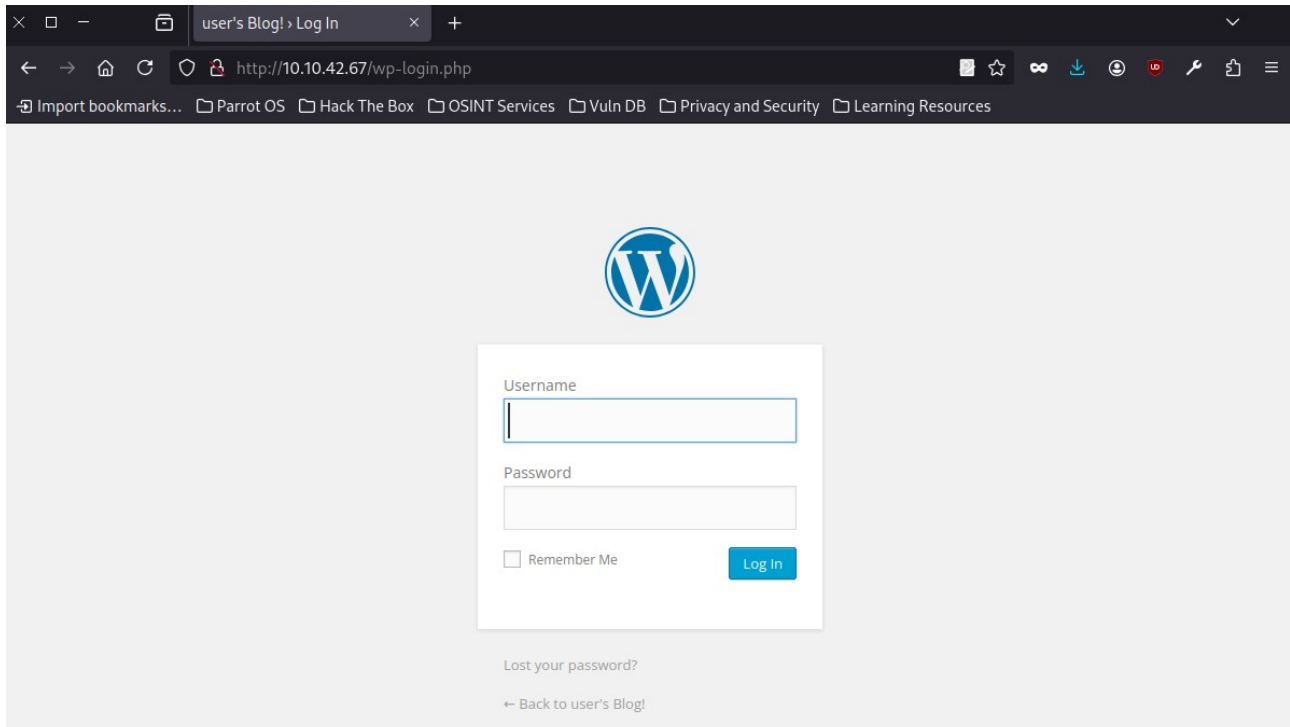 user's Blog! › Log In
http://10.10.42.67/wp-login.php
Import bookmarks... Parrot OS Hack The Box OSINT Services Vuln DB Privacy and Security Learning Resources
Username
Password
Remember Me Log In
Lost your password?
← Back to user's Blog!